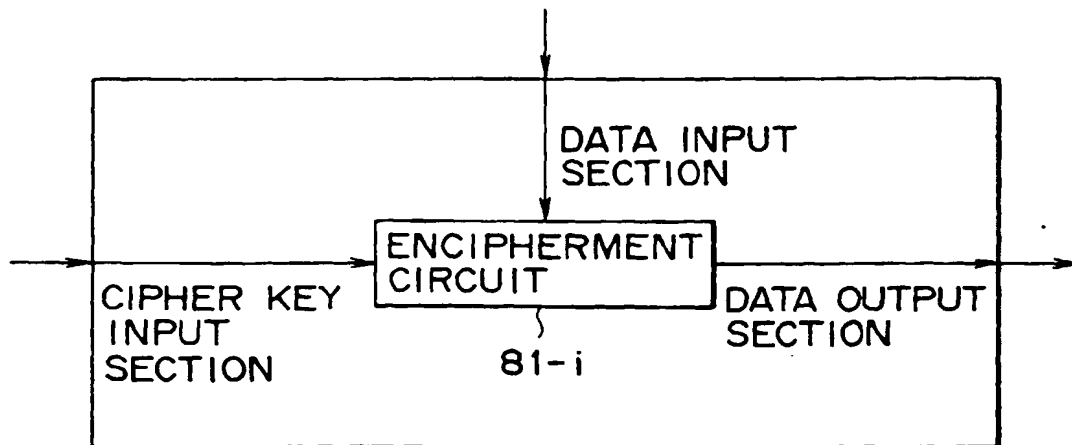 DATA INPUT
SECTION
ENCIPHERMENT
CIRCUIT
CIPHER KEY
INPUT
SECTION
DATA OUTPUT
SECTION
81-i